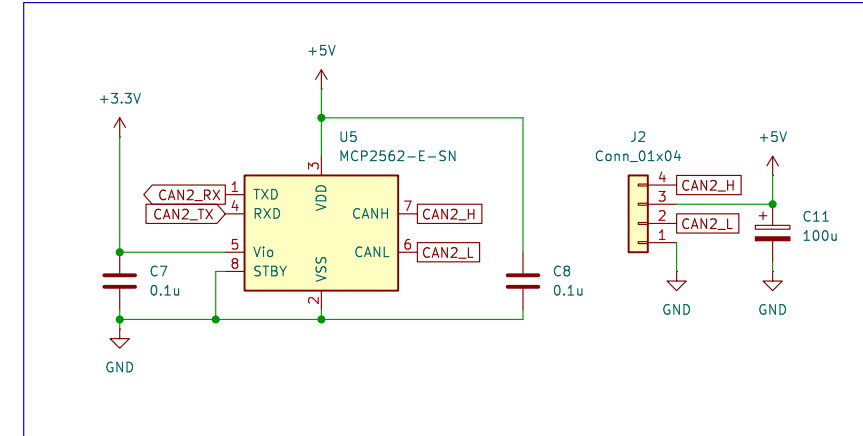 +5V
+3.3V
U5
MCP2562-E-SN
3
VDD
CAN2_RX 1 TXD
CAN2_TX 4 RXD
CANH 7 CAN2_H
5 Vio
CANL 6 CAN2_L
8 STBY
VSS
2
C7
0.1u
C8
0.1u
GND
J2
Conn_01x04
+5V
4 CAN2_H
3
2 CAN2_L
1
+
C11
100u
GND
GND